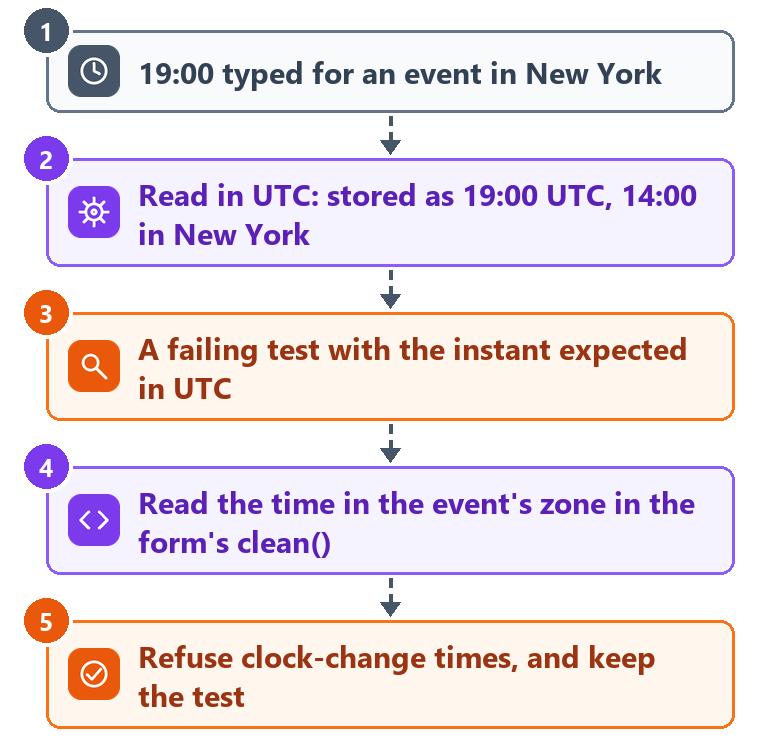 1
19:00 typed for an event in New York
2
Read in UTC: stored as 19:00 UTC, 14:00
in New York
3
A failing test with the instant expected
in UTC
4
Read the time in the event's zone in the
form's clean()
5
Refuse clock-change times, and keep
the test